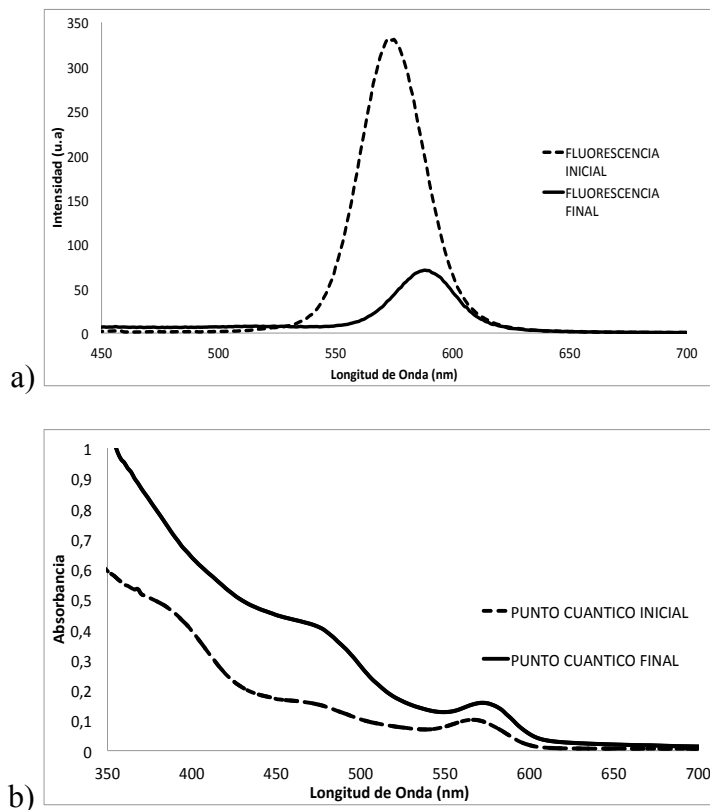 350
300
250
200
150
100
50
0
Intensidad (u.a)
FLUORESCENCIA
INICIAL
FLUORESCENCIA
FINAL
450 500 550 600 650 700
Longitud de Onda (nm)
a)
1
0,9
0,8
0,7
0,6
0,5
0,4
0,3
0,2
0,1
0
Absorbancia
PUNTO CUANTICO INICIAL
PUNTO CUANTICO FINAL
350 400 450 500 550 600 650 700
Longitud de Onda (nm)
b)